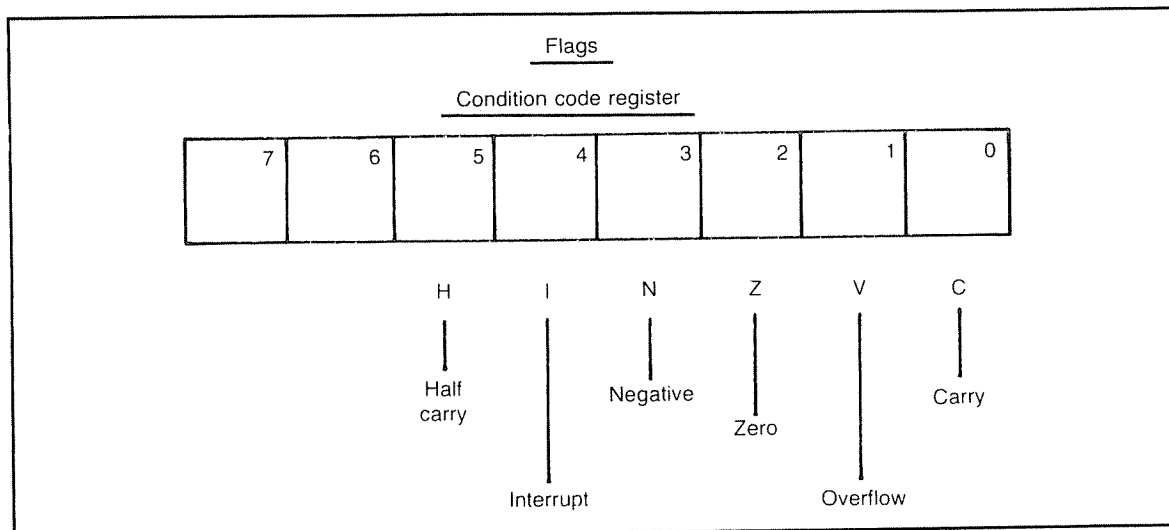 Flags
Condition code register
7 6 5 4 3 2 1 0
H I N Z V C
Half
carry
Negative
Carry
Zero
Interrupt
Overflow